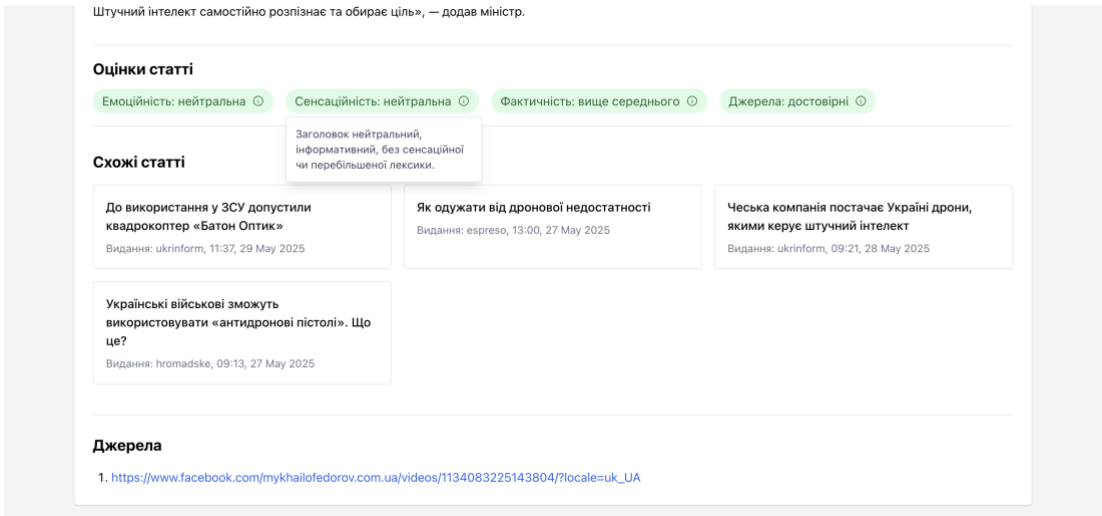 Штучний інтелект самостійно розпізнає та обирає ціль», — додав міністр.
Оцінки статті
Емоційність: нейтральна
Сенсаційність: нейтральна
Фактичність: вище середнього
Джерела: достовірні
Заголовок нейтральний,
інформативний, без сенсаційної
чи перебільшеної лексики.
Схожі статті
До використання у ЗСУ допустили
квадрокоптер «Батон Оптик»
Видання: ukrinform, 11:37, 29 May 2025
Як одужати від дронової недостатності
Видання: espreso, 13:00, 27 May 2025
Чеська компанія постачає Україні дрони,
якими керує штучний інтелект
Видання: ukrinform, 09:21, 28 May 2025
Українські військові зможуть
використовувати «антидронові пістолі». Що
це?
Видання: hromadske, 09:13, 27 May 2025
Джерела
1. https://www.facebook.com/mykhailofedorov.com.ua/videos/1134083225143804/?locale=uk_UA